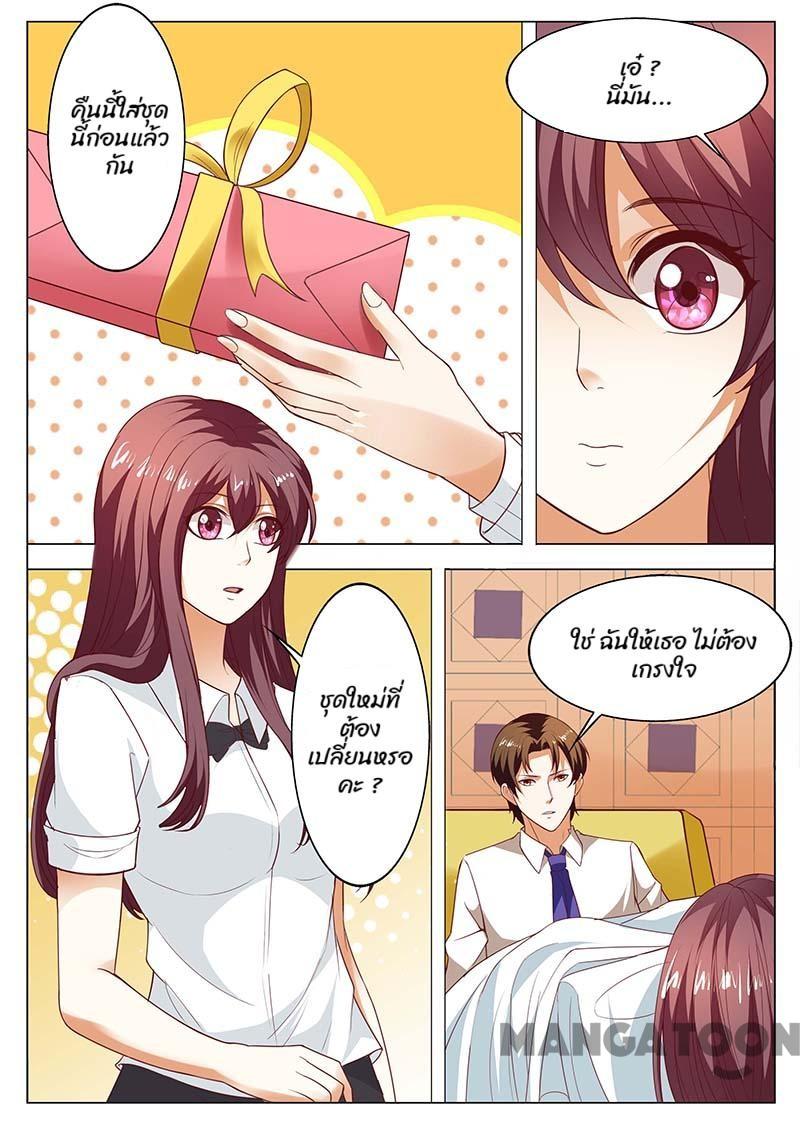 คืนนี้ใส่ชุด
นี้ก่อนแล้ว
กัน
เอ๋ ?
นี่มัน...
ชุดใหม่ที่
ต้อง
เปลี่ยนหรอ
คะ ?
ใช่ ฉันให้เธอ ไม่ต้อง
เกรงใจ
MANGATOON